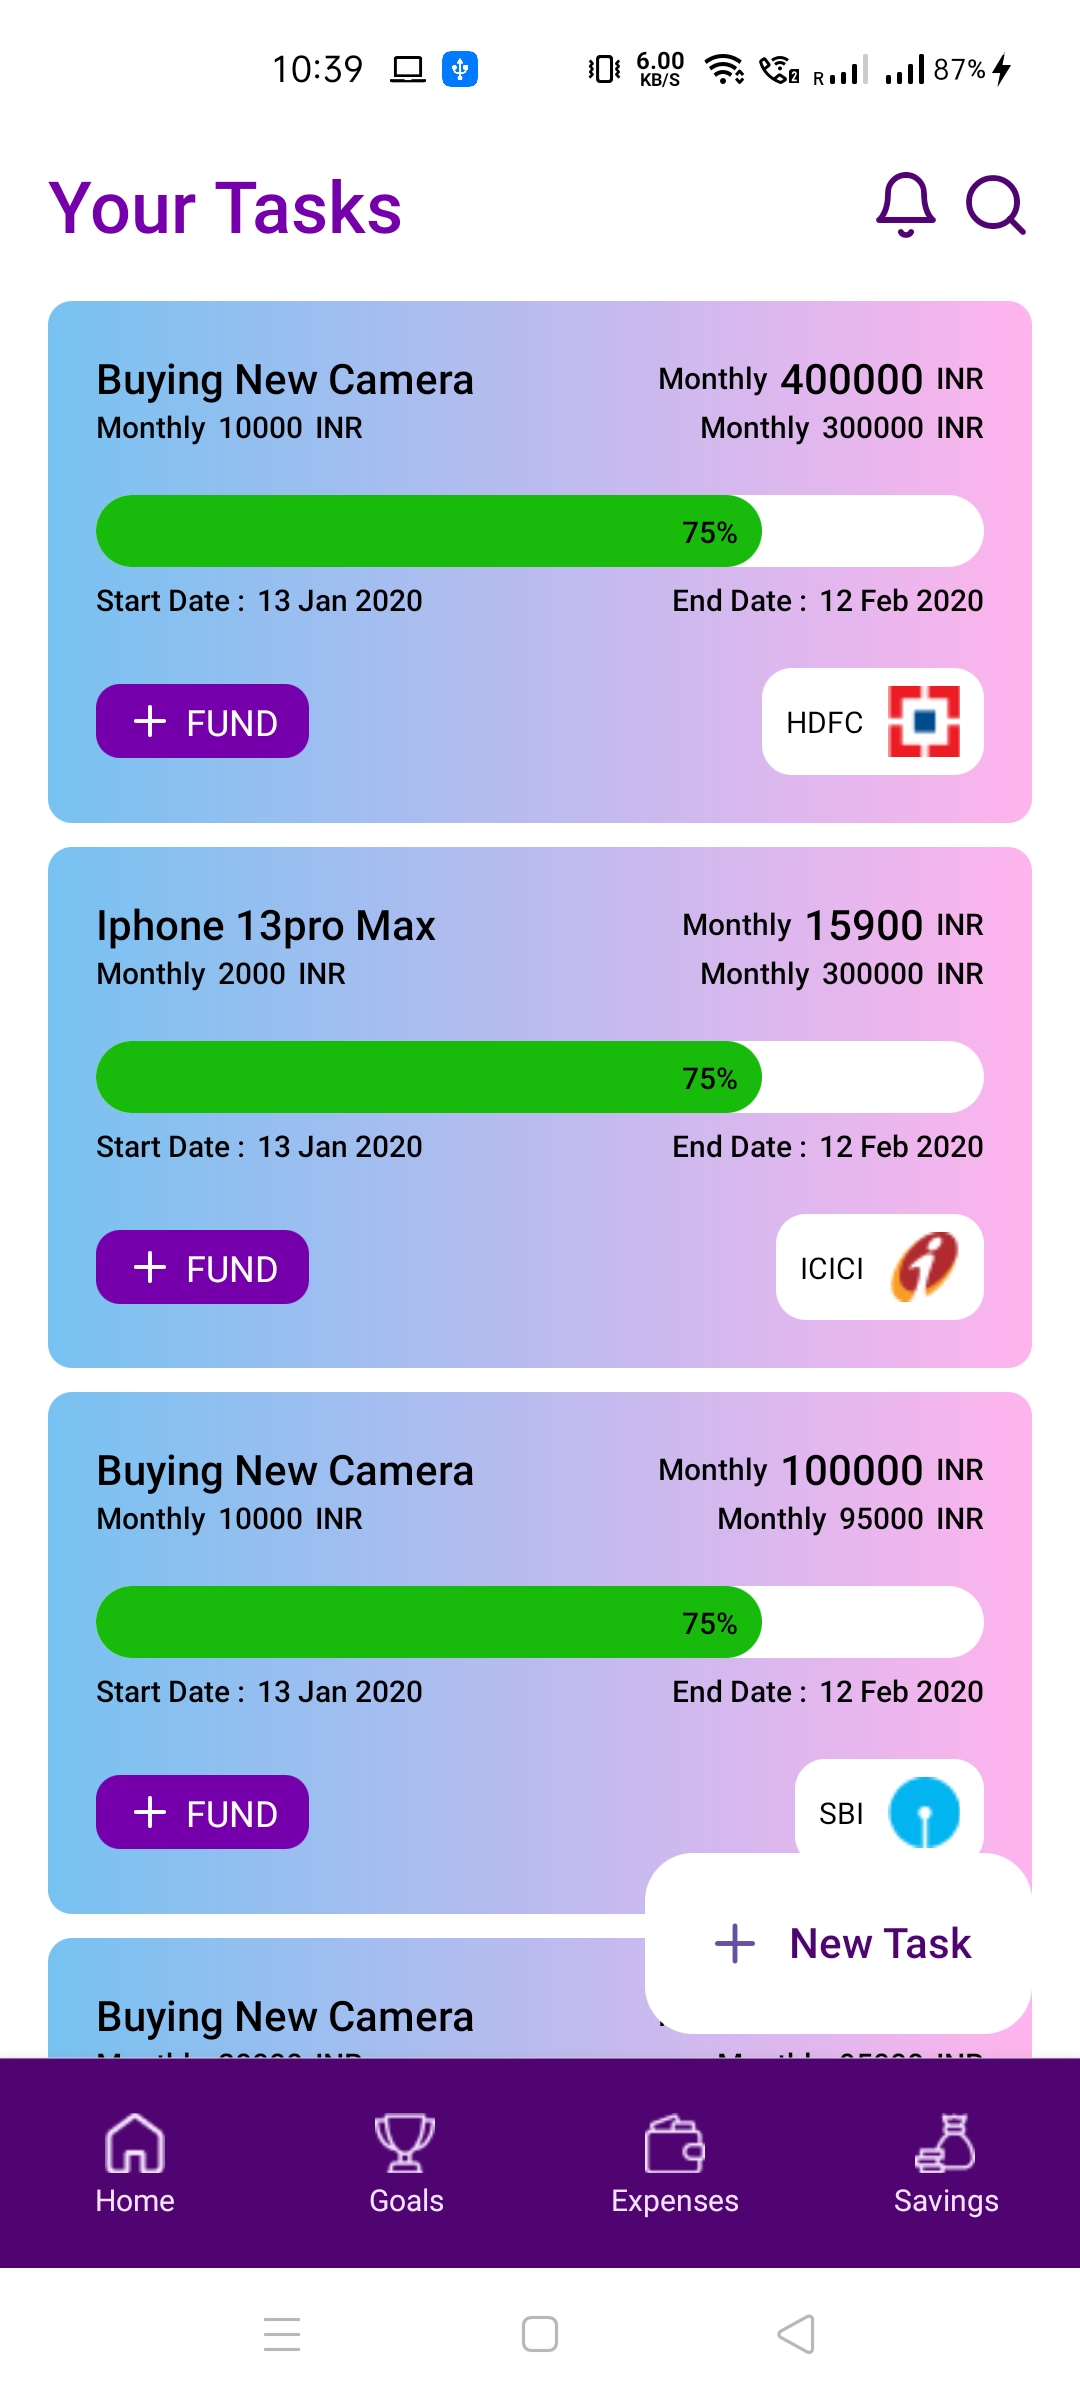 10:39 6.00 KB/S R 87%
Your Tasks
Buying New Camera Monthly 400000 INR
Monthly 10000 INR Monthly 300000 INR
75%
Start Date : 13 Jan 2020 End Date : 12 Feb 2020
+ FUND HDFC
Iphone 13pro Max Monthly 15900 INR
Monthly 2000 INR Monthly 300000 INR
75%
Start Date : 13 Jan 2020 End Date : 12 Feb 2020
+ FUND ICICI
Buying New Camera Monthly 100000 INR
Monthly 10000 INR Monthly 95000 INR
75%
Start Date : 13 Jan 2020 End Date : 12 Feb 2020
+ FUND SBI
+ New Task
Buying New Camera
Home Goals Expenses Savings